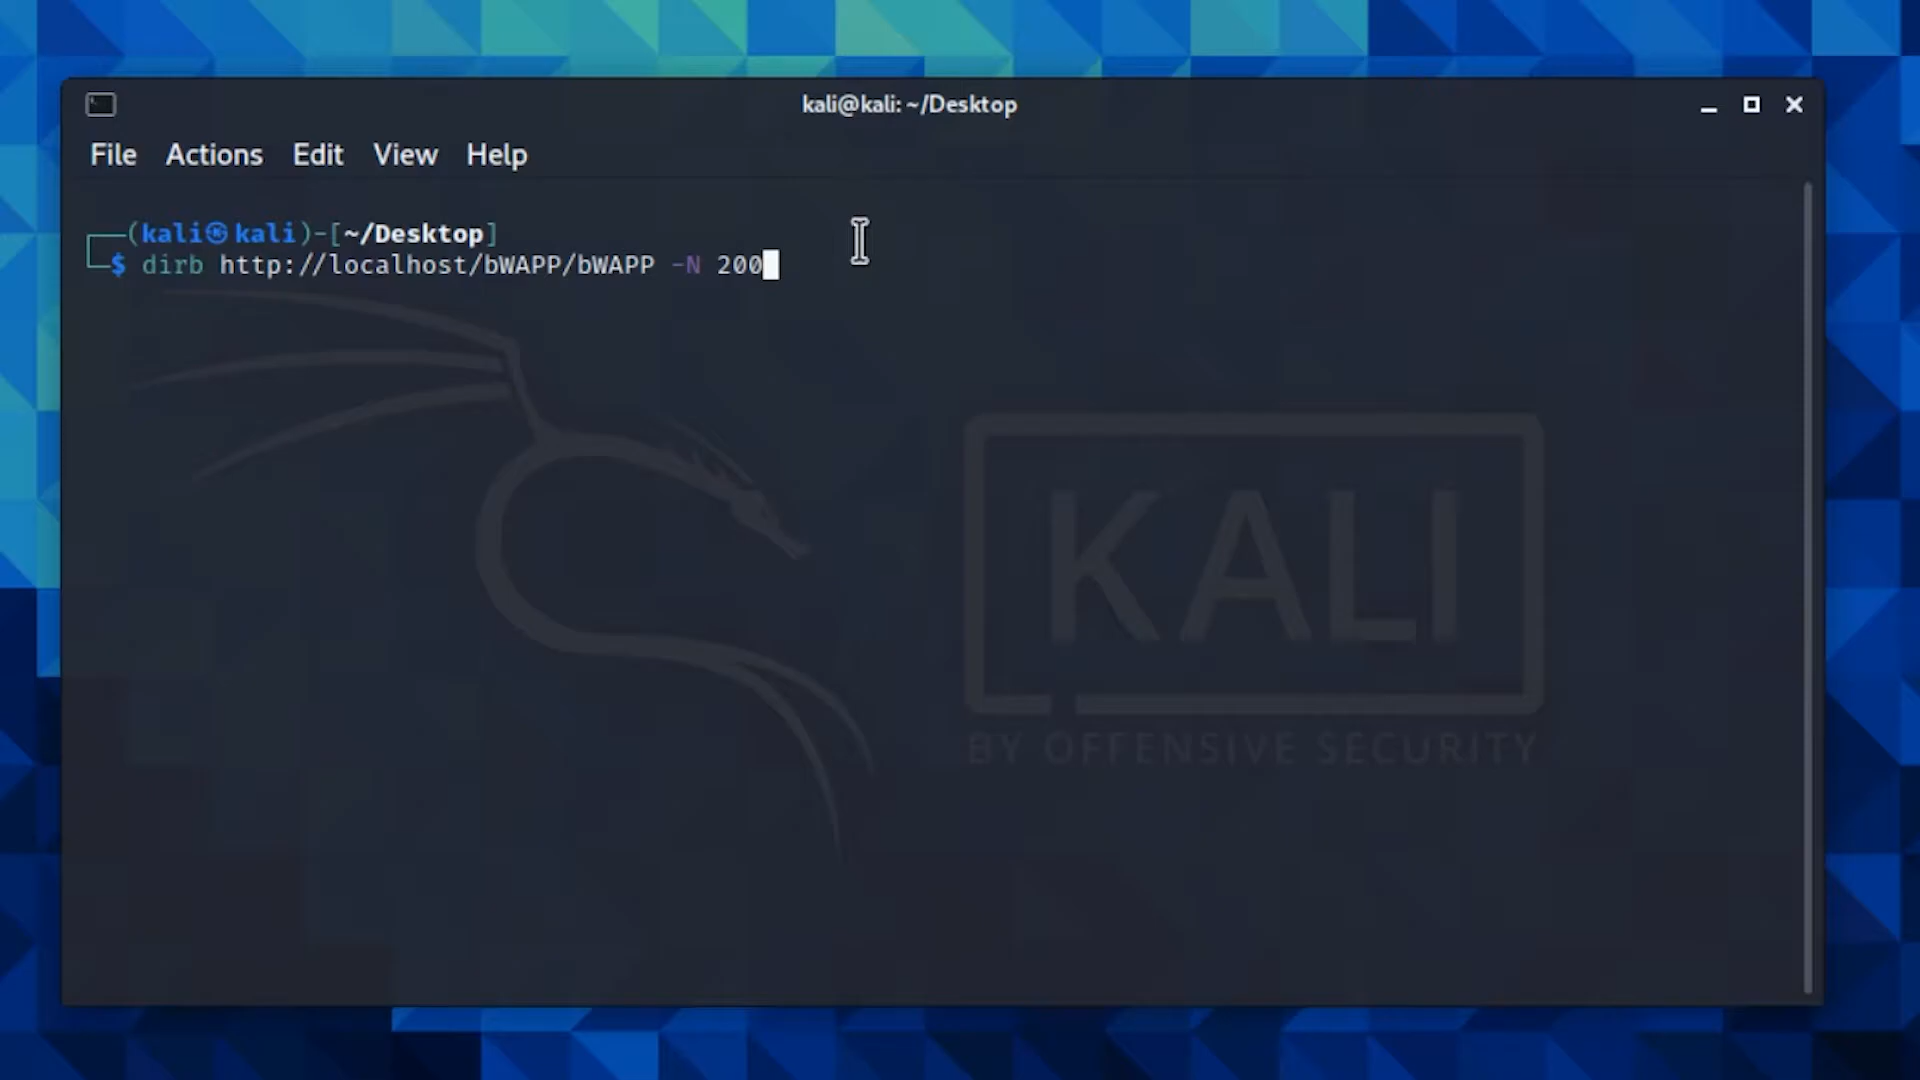 kali@kali: ~/Desktop
File Actions Edit View Help
┌──(kali㉿kali)-[~/Desktop]
└─$ dirb http://localhost/bWAPP/bWAPP -N 200
KALI
BY OFFENSIVE SECURITY